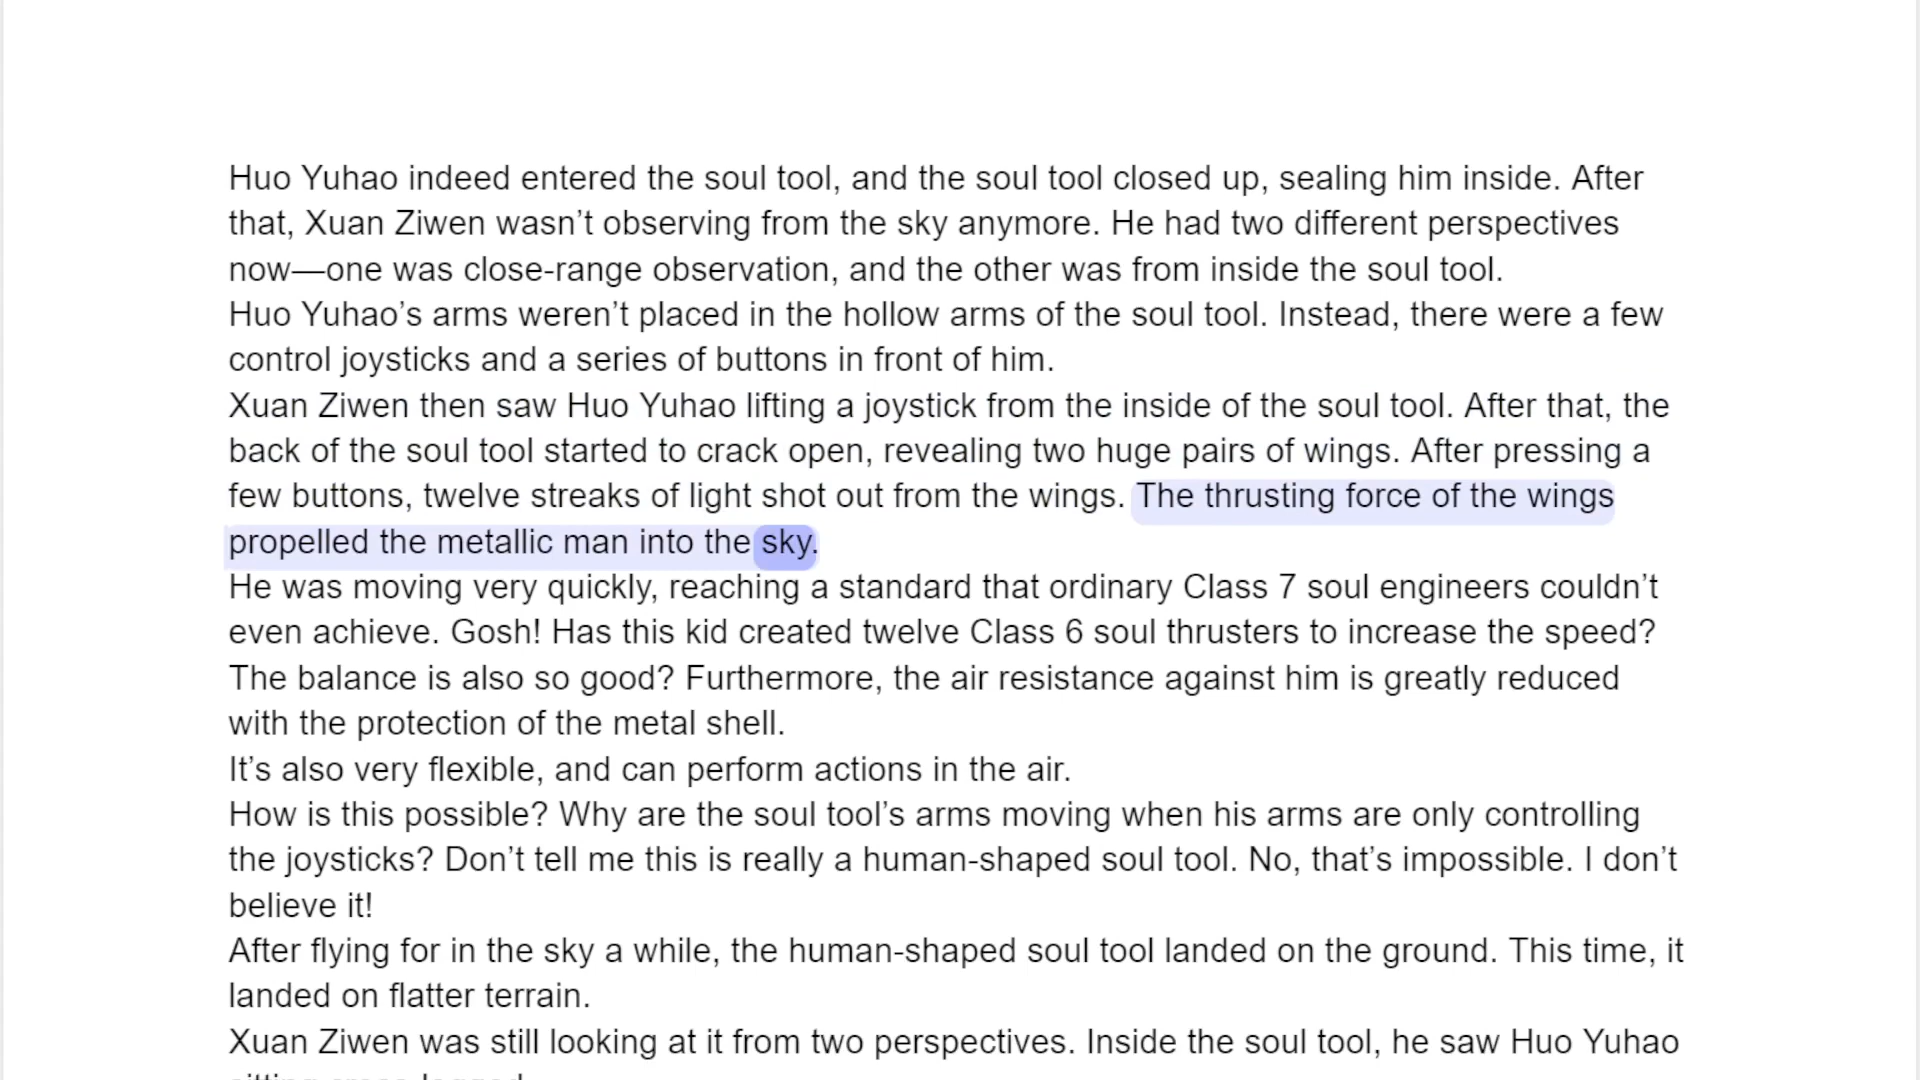 Huo Yuhao indeed entered the soul tool, and the soul tool closed up, sealing him inside. After
that, Xuan Ziwen wasn’t observing from the sky anymore. He had two different perspectives
now—one was close-range observation, and the other was from inside the soul tool.
Huo Yuhao’s arms weren’t placed in the hollow arms of the soul tool. Instead, there were a few
control joysticks and a series of buttons in front of him.
Xuan Ziwen then saw Huo Yuhao lifting a joystick from the inside of the soul tool. After that, the
back of the soul tool started to crack open, revealing two huge pairs of wings. After pressing a
few buttons, twelve streaks of light shot out from the wings. The thrusting force of the wings
propelled the metallic man into the sky.
He was moving very quickly, reaching a standard that ordinary Class 7 soul engineers couldn’t
even achieve. Gosh! Has this kid created twelve Class 6 soul thrusters to increase the speed?
The balance is also so good? Furthermore, the air resistance against him is greatly reduced
with the protection of the metal shell.
It’s also very flexible, and can perform actions in the air.
How is this possible? Why are the soul tool’s arms moving when his arms are only controlling
the joysticks? Don’t tell me this is really a human-shaped soul tool. No, that’s impossible. I don’t
believe it!
After flying for in the sky a while, the human-shaped soul tool landed on the ground. This time, it
landed on flatter terrain.
Xuan Ziwen was still looking at it from two perspectives. Inside the soul tool, he saw Huo Yuhao